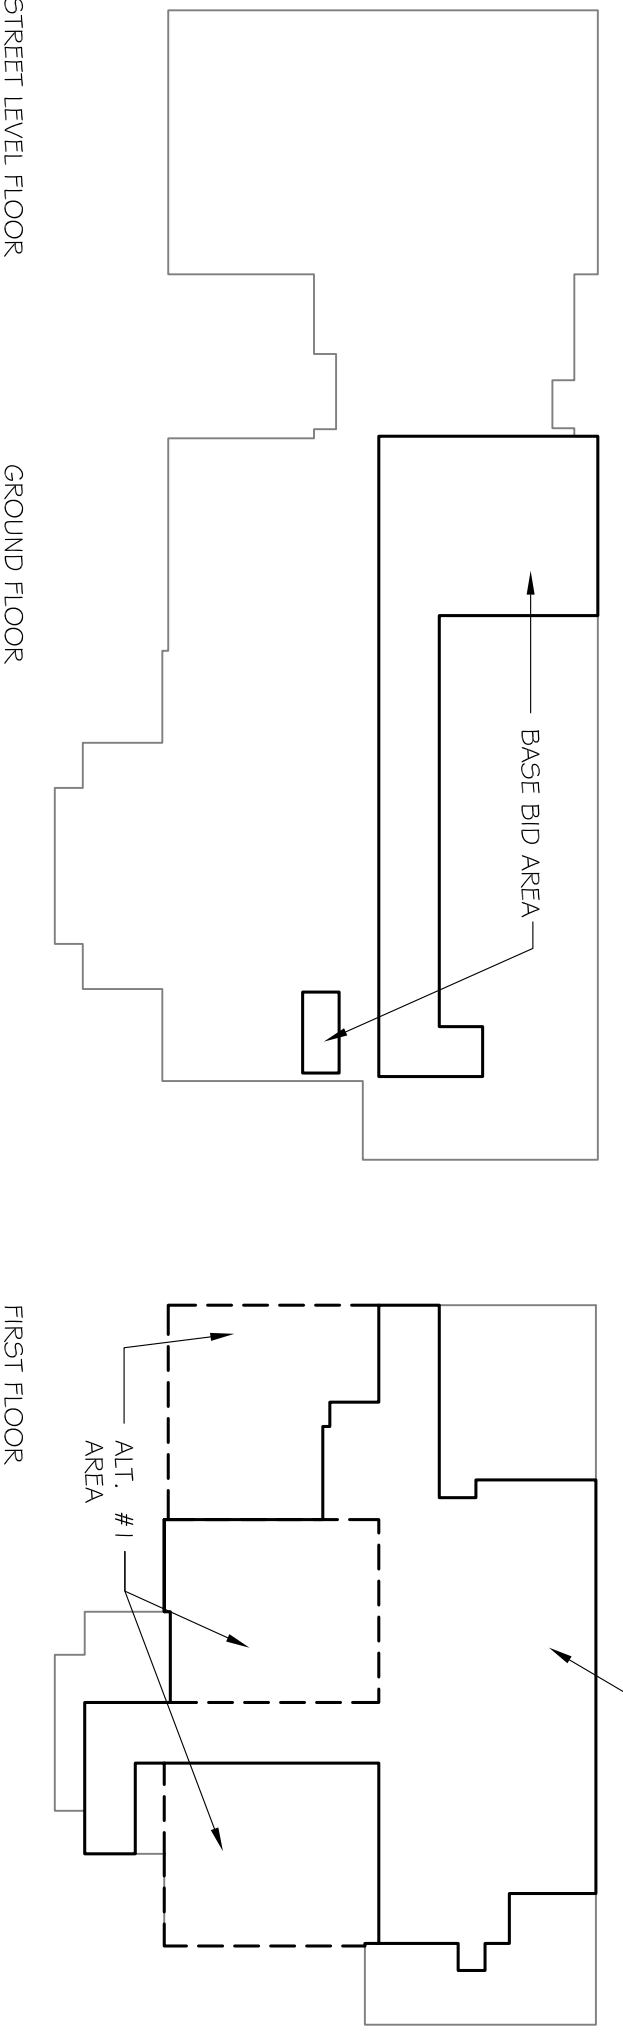 STREET LEVEL FLOOR
GROUND FLOOR
BASE BID AREA
FIRST FLOOR
ALT. #1
AREA